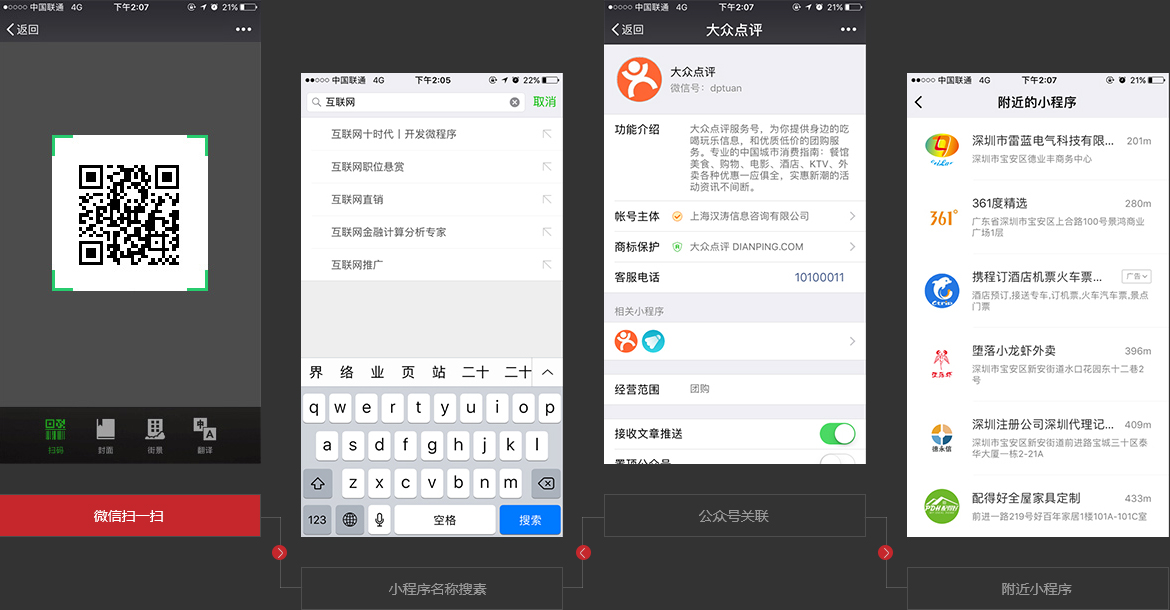 ●○○○○ 中国联通 4G 下午2:07 21%
返回
扫码 封面 街景 翻译
微信扫一扫
●●○○○ 中国联通 4G 下午2:05 22%
互联网
取消
互联网十时代丨开发微程序
互联网职位悬赏
互联网直销
互联网金融计算分析专家
互联网推广
界 络 业 页 站 二十 二十
q w e r t y u i o p
a s d f g h j k l
z x c v b n m
123 空格 搜索
小程序名称搜素
●○○○○ 中国联通 4G 下午2:07 21%
返回 大众点评
大众点评
微信号：dptuan
功能介绍 大众点评服务号，为你提供身边的吃
喝玩乐信息，和优质低价的团购服
务。专业的中国城市消费指南：餐馆
美食、购物、电影、酒店、KTV、外
卖各种优惠一应俱全，实惠新潮的活
动资讯不间断。
帐号主体 上海汉涛信息咨询有限公司
商标保护 大众点评 DIANPING.COM
客服电话 10100011
相关小程序
经营范围 团购
接收文章推送
置顶公众号
公众号关联
●●○○○ 中国联通 4G 下午2:07 21%
附近的小程序
深圳市雷蓝电气科技有限... 201m
深圳市宝安区德业丰商务中心
361°
361度精选 280m
广东省深圳市宝安区上合路100号景鸿商业
广场1层
Ctrip
携程订酒店机票火车票... 广告
酒店预订,接送专车,订机票,火车汽车票,景点
门票
堕落虾
堕落小龙虾外卖 396m
深圳市宝安区新安街道水口花园东十二巷2
号
德永信
深圳注册公司深圳代理记... 409m
深圳市宝安区新安街道前进路宝城三十区泰
华大厦一栋2-21A
配得好全屋家具定制 433m
前进一路219号好百年家居1楼101A-101C室
附近小程序